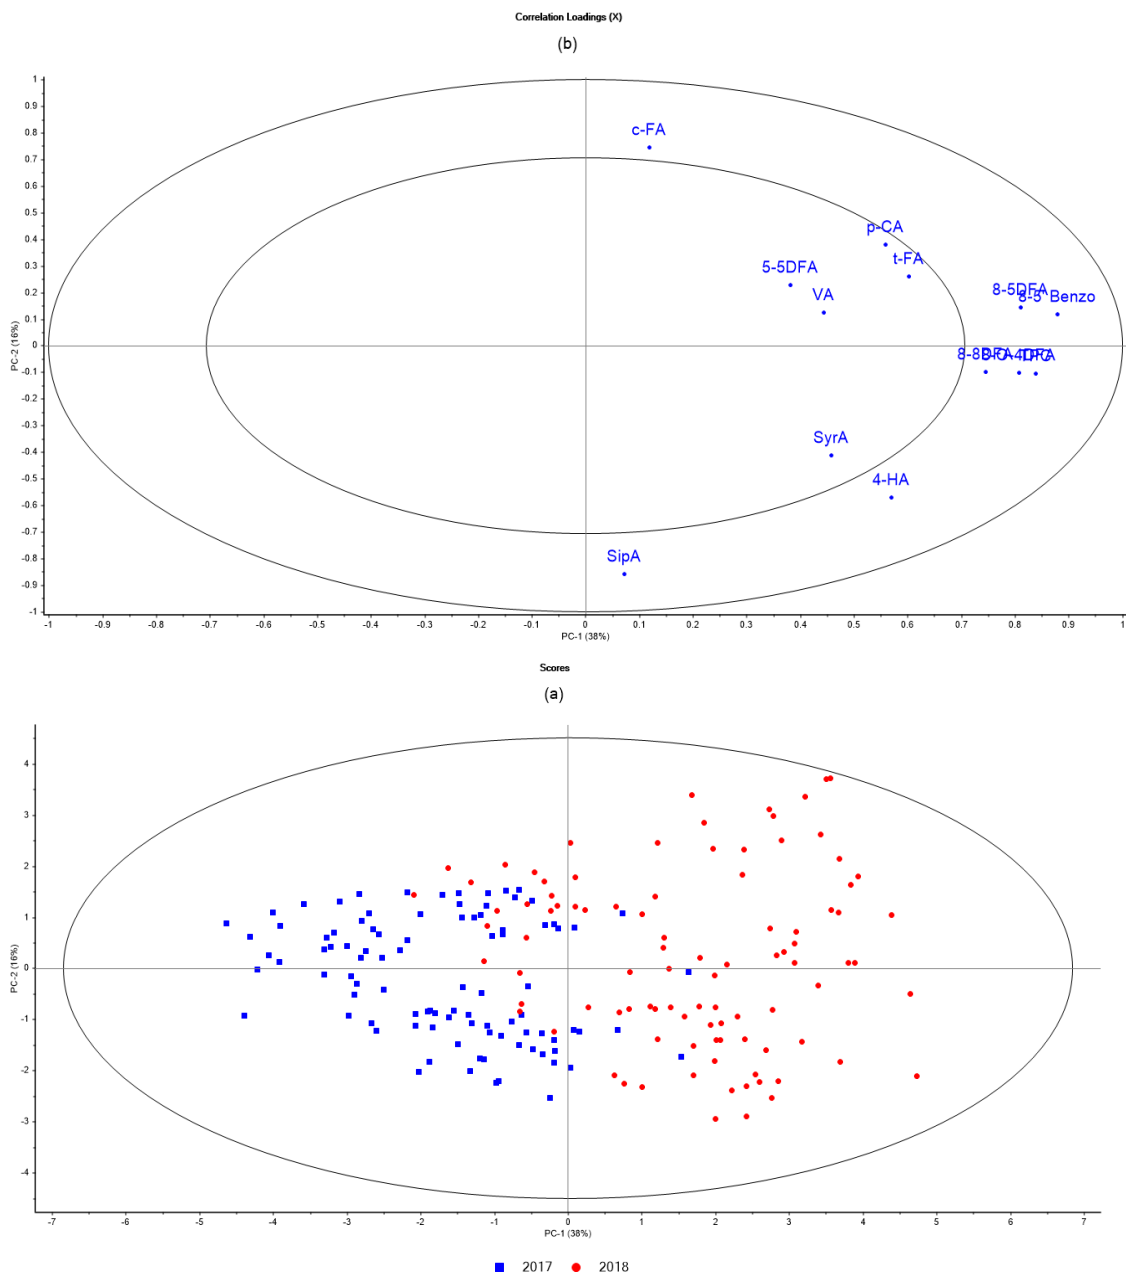 Correlation Loadings (X)
(b)
1
0.9
0.8
c-FA
0.7
0.6
0.5
p-CA
0.4
t-FA
0.3
5-5DFA
0.2
VA
8-5DFA
Benzo
0.1
0
-0.1
-0.2
-0.3
SyrA
-0.4
4-HA
-0.5
-0.6
-0.7
SipA
-0.8
-0.9
-1
PC-2 (16%)
-1 -0.9 -0.8 -0.7 -0.6 -0.5 -0.4 -0.3 -0.2 -0.1 0 0.1 0.2 0.3 0.4 0.5 0.6 0.7 0.8 0.9 1
PC-1 (38%)
Scores
(a)
4
3
2
1
0
-1
-2
-3
-4
PC-2 (16%)
-7 -6 -5 -4 -3 -2 -1 0 1 2 3 4 5 6 7
PC-1 (38%)
2017 2018